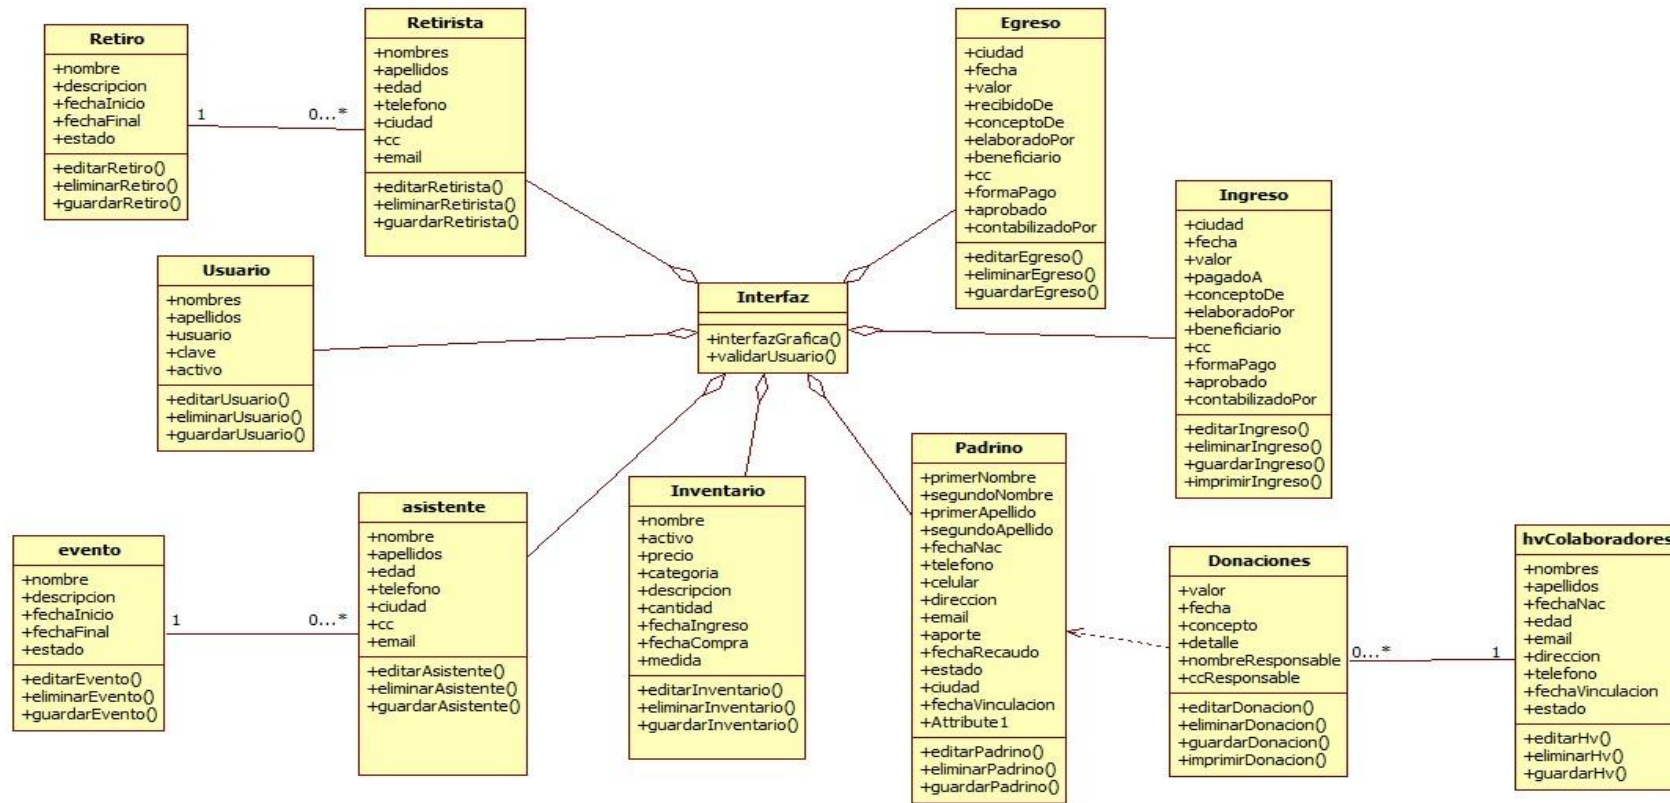 Retiro
+nombre
+descripcion
+fechaInicio
+fechaFinal
+estado
+editarRetiro()
+eliminarRetiro()
+guardarRetiro()
1
0...*
Retirista
+nombres
+apellidos
+edad
+telefono
+ciudad
+cc
+email
+editarRetirista()
+eliminarRetirista()
+guardarRetirista()
Egreso
+ciudad
+fecha
+valor
+recibidoDe
+conceptoDe
+elaboradoPor
+beneficiario
+cc
+formaPago
+aprobado
+contabilizadoPor
+editarEgreso()
+eliminarEgreso()
+guardarEgreso()
Ingreso
+ciudad
+fecha
+valor
+pagadoA
+conceptoDe
+elaboradoPor
+beneficiario
+cc
+formaPago
+aprobado
+contabilizadoPor
+editarIngreso()
+eliminarIngreso()
+guardarIngreso()
+imprimirIngreso()
Usuario
+nombres
+apellidos
+usuario
+clave
+activo
+editarUsuario()
+eliminarUsuario()
+guardarUsuario()
Interfaz
+interfazGrafica()
+validarUsuario()
evento
+nombre
+descripcion
+fechaInicio
+fechaFinal
+estado
+editarEvento()
+eliminarEvento()
+guardarEvento()
1
0...*
asistente
+nombre
+apellidos
+edad
+telefono
+ciudad
+cc
+email
+editarAsistente()
+eliminarAsistente()
+guardarAsistente()
Inventario
+nombre
+activo
+precio
+categoria
+descripcion
+cantidad
+fechaIngreso
+fechaCompra
+medida
+editarInventario()
+eliminarInventario()
+guardarInventario()
Padrino
+primerNombre
+segundoNombre
+primerApellido
+segundoApellido
+fechaNac
+telefono
+celular
+direccion
+email
+aporte
+fechaRecaudo
+estado
+ciudad
+fechaVinculacion
+Attribute1
+editarPadrino()
+eliminarPadrino()
+guardarPadrino()
Donaciones
+valor
+fecha
+concepto
+detalle
+nombreResponsable
+ccResponsable
+editarDonacion()
+eliminarDonacion()
+guardarDonacion()
+imprimirDonacion()
0...*
1
hvColaboradores
+nombres
+apellidos
+fechaNac
+edad
+email
+direccion
+telefono
+fechaVinculacion
+estado
+editarHv()
+eliminarHv()
+guardarHv()